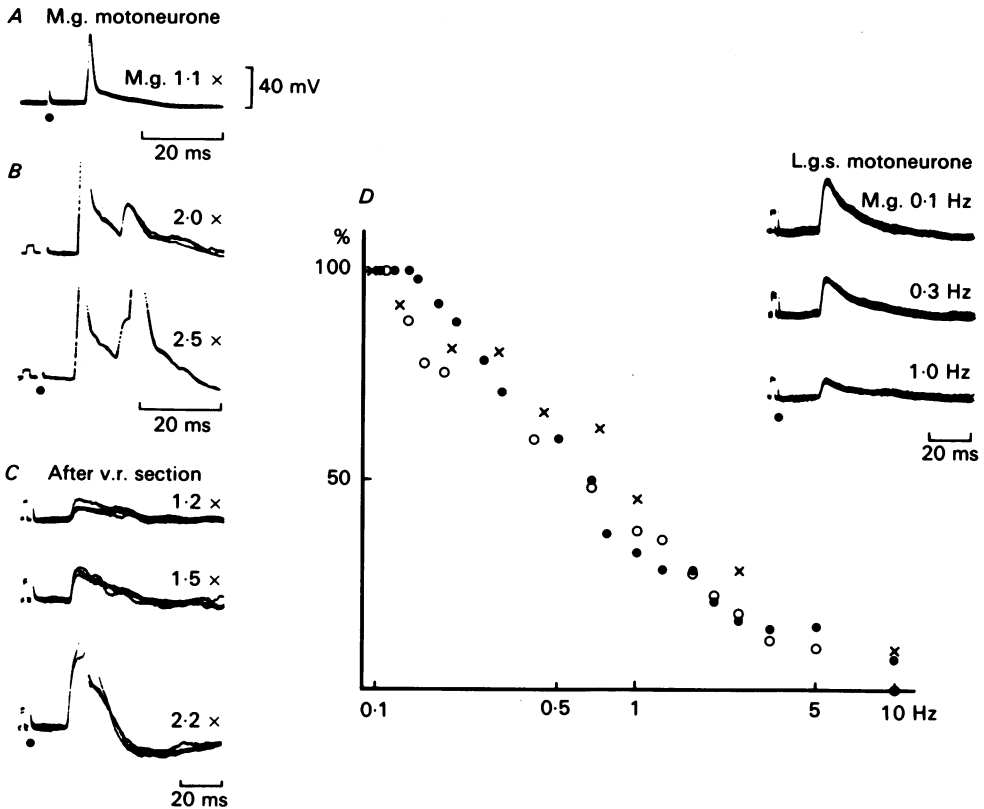 A M.g. motoneurone
M.g. 1·1 ×
40 mV
20 ms
B
2·0 ×
2·5 ×
20 ms
C After v.r. section
1·2 ×
1·5 ×
2·2 ×
20 ms
D
%
100
50
0·1 0·5 1 5 10 Hz
L.g.s. motoneurone
M.g. 0·1 Hz
0·3 Hz
1·0 Hz
20 ms